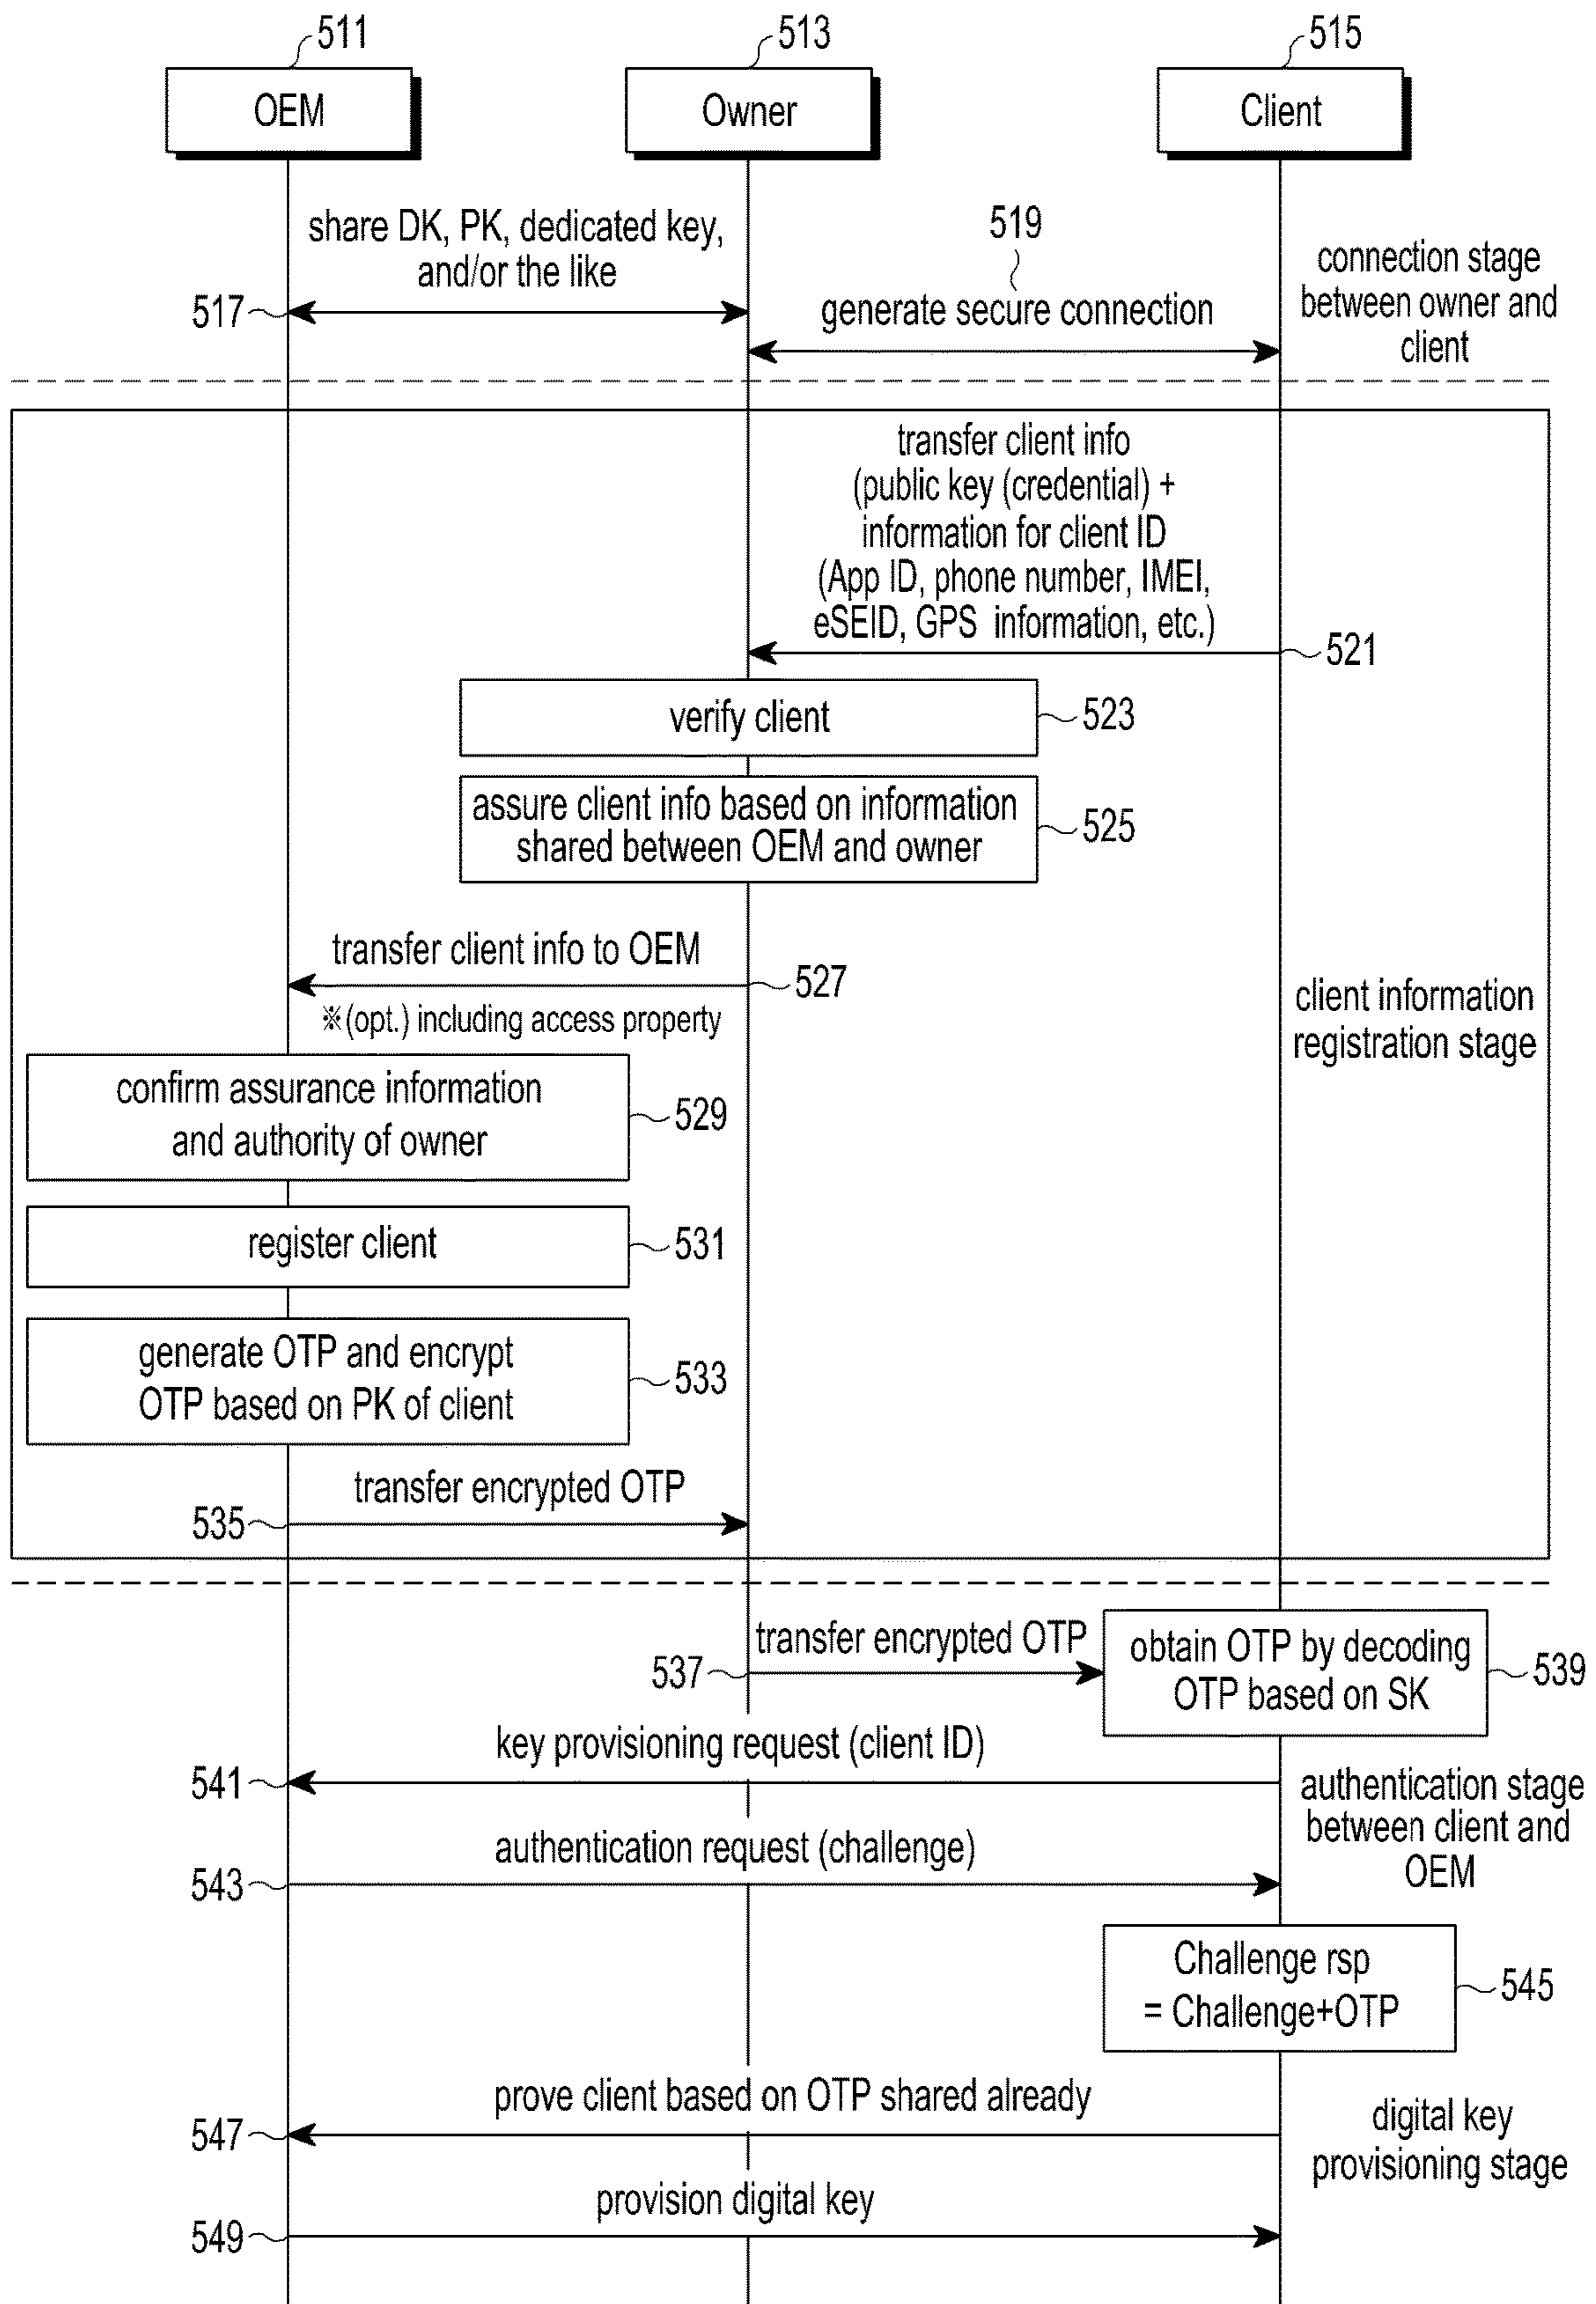 511
513
515
OEM
Owner
Client
share DK, PK, dedicated key,
and/or the like
517
519
generate secure connection
connection stage
between owner and
client
transfer client info
(public key (credential) +
information for client ID
(App ID, phone number, IMEI,
eSEID, GPS information, etc.)
521
verify client
523
assure client info based on information
shared between OEM and owner
525
transfer client info to OEM
527
※(opt.) including access property
client information
registration stage
confirm assurance information
and authority of owner
529
register client
531
generate OTP and encrypt
OTP based on PK of client
533
transfer encrypted OTP
535
transfer encrypted OTP
537
obtain OTP by decoding
OTP based on SK
539
key provisioning request (client ID)
541
authentication stage
between client and
OEM
authentication request (challenge)
543
Challenge rsp
= Challenge+OTP
545
prove client based on OTP shared already
547
digital key
provisioning stage
provision digital key
549